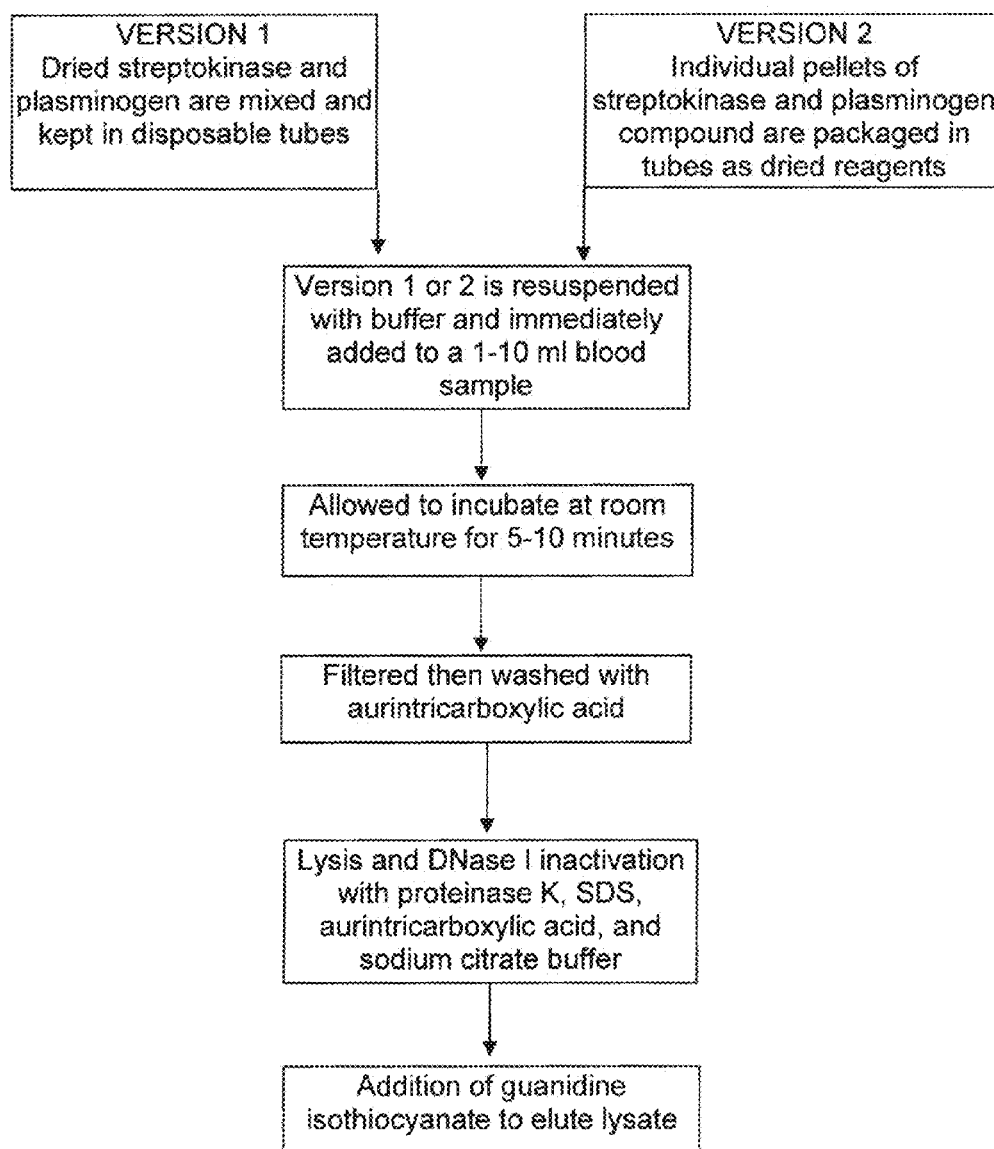 VERSION 1
Dried streptokinase and
plasminogen are mixed and
kept in disposable tubes
VERSION 2
Individual pellets of
streptokinase and plasminogen
compound are packaged in
tubes as dried reagents
Version 1 or 2 is resuspended
with buffer and immediately
added to a 1-10 ml blood
sample
Allowed to incubate at room
temperature for 5-10 minutes
Filtered then washed with
aurintricarboxylic acid
Lysis and DNase I inactivation
with proteinase K, SDS,
aurintricarboxylic acid, and
sodium citrate buffer
Addition of guanidine
isothiocyanate to elute lysate